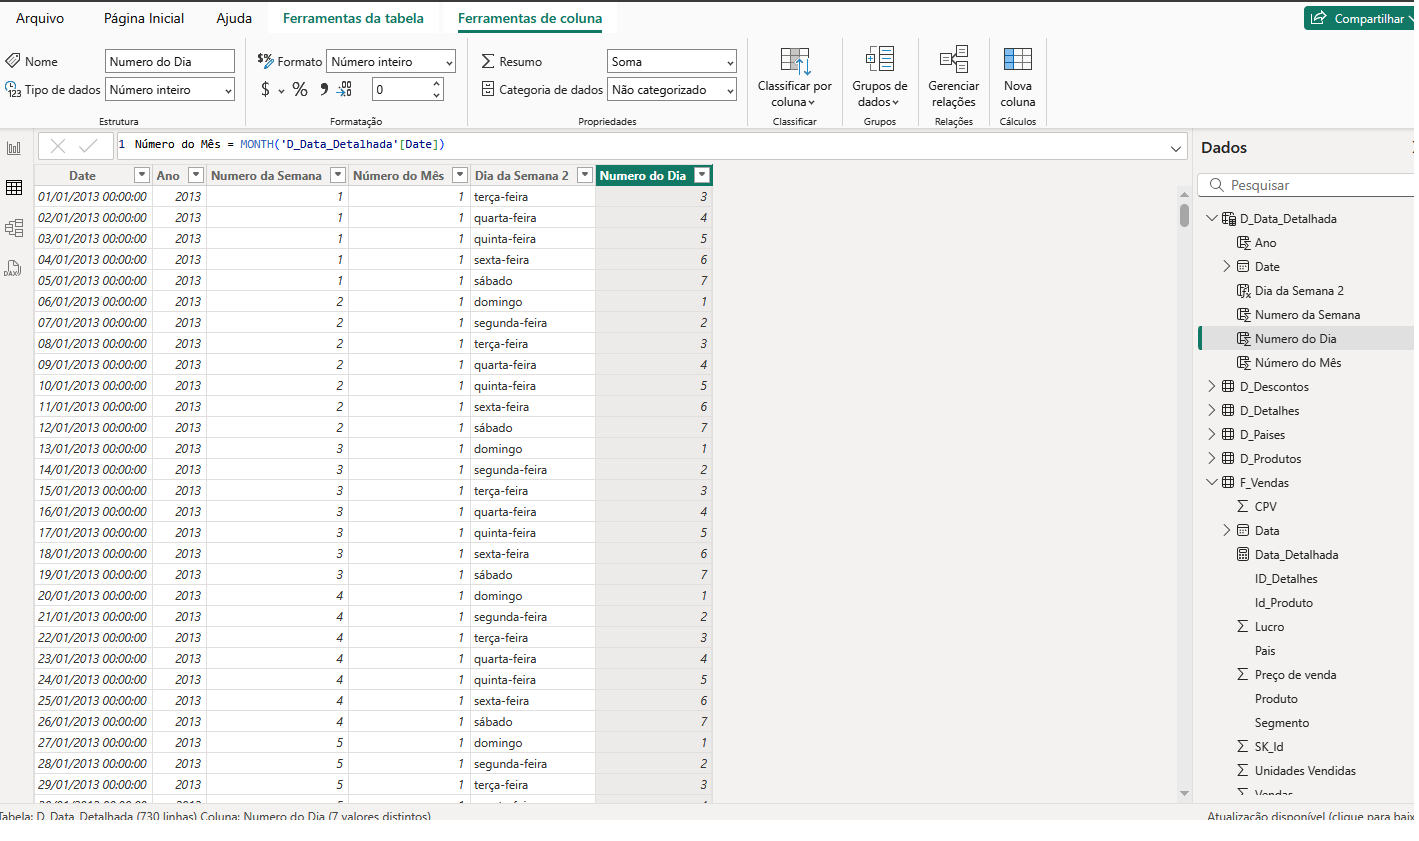 Arquivo Página Inicial Ajuda Ferramentas da tabela Ferramentas de coluna Compartilhar
Nome Numero do Dia $% Formato Número inteiro Resumo Soma
Tipo de dados Número inteiro $ % 0 Categoria de dados Não categorizado
Classificar por coluna
Grupos de dados
Gerenciar relações
Nova coluna
Estrutura Formatação Propriedades Classificar Grupos Relações Cálculos
1 Número do Mês = MONTH('D_Data_Detalhada'[Date])
Date Ano Numero da Semana Número do Mês Dia da Semana 2 Numero do Dia
01/01/2013 00:00:00 2013 1 1 terça-feira 3
02/01/2013 00:00:00 2013 1 1 quarta-feira 4
03/01/2013 00:00:00 2013 1 1 quinta-feira 5
04/01/2013 00:00:00 2013 1 1 sexta-feira 6
05/01/2013 00:00:00 2013 1 1 sábado 7
06/01/2013 00:00:00 2013 2 1 domingo 1
07/01/2013 00:00:00 2013 2 1 segunda-feira 2
08/01/2013 00:00:00 2013 2 1 terça-feira 3
09/01/2013 00:00:00 2013 2 1 quarta-feira 4
10/01/2013 00:00:00 2013 2 1 quinta-feira 5
11/01/2013 00:00:00 2013 2 1 sexta-feira 6
12/01/2013 00:00:00 2013 2 1 sábado 7
13/01/2013 00:00:00 2013 3 1 domingo 1
14/01/2013 00:00:00 2013 3 1 segunda-feira 2
15/01/2013 00:00:00 2013 3 1 terça-feira 3
16/01/2013 00:00:00 2013 3 1 quarta-feira 4
17/01/2013 00:00:00 2013 3 1 quinta-feira 5
18/01/2013 00:00:00 2013 3 1 sexta-feira 6
19/01/2013 00:00:00 2013 3 1 sábado 7
20/01/2013 00:00:00 2013 4 1 domingo 1
21/01/2013 00:00:00 2013 4 1 segunda-feira 2
22/01/2013 00:00:00 2013 4 1 terça-feira 3
23/01/2013 00:00:00 2013 4 1 quarta-feira 4
24/01/2013 00:00:00 2013 4 1 quinta-feira 5
25/01/2013 00:00:00 2013 4 1 sexta-feira 6
26/01/2013 00:00:00 2013 4 1 sábado 7
27/01/2013 00:00:00 2013 5 1 domingo 1
28/01/2013 00:00:00 2013 5 1 segunda-feira 2
29/01/2013 00:00:00 2013 5 1 terça-feira 3
Dados
Pesquisar
D_Data_Detalhada
Ano
Date
Dia da Semana 2
Numero da Semana
Numero do Dia
Número do Mês
D_Descontos
D_Detalhes
D_Paises
D_Produtos
F_Vendas
CPV
Data
Data_Detalhada
ID_Detalhes
Id_Produto
Lucro
Pais
Preço de venda
Produto
Segmento
SK_Id
Unidades Vendidas
Vendas
Tabela: D_Data_Detalhada (730 linhas) Coluna: Numero do Dia (7 valores distintos)
Atualização disponível (clique para baix